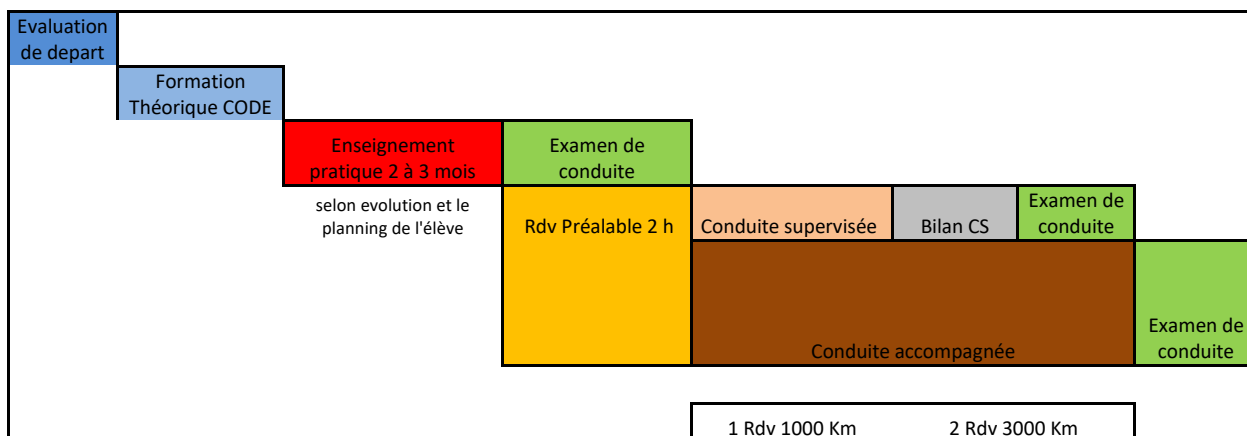 Evaluation
de depart
Formation
Théorique CODE
Enseignement
pratique 2 à 3 mois
Examen de
conduite
selon evolution et le
planning de l'élève
Rdv Préalable 2 h
Conduite supervisée
Bilan CS
Examen de
conduite
Conduite accompagnée
Examen de
conduite
1 Rdv 1000 Km
2 Rdv 3000 Km